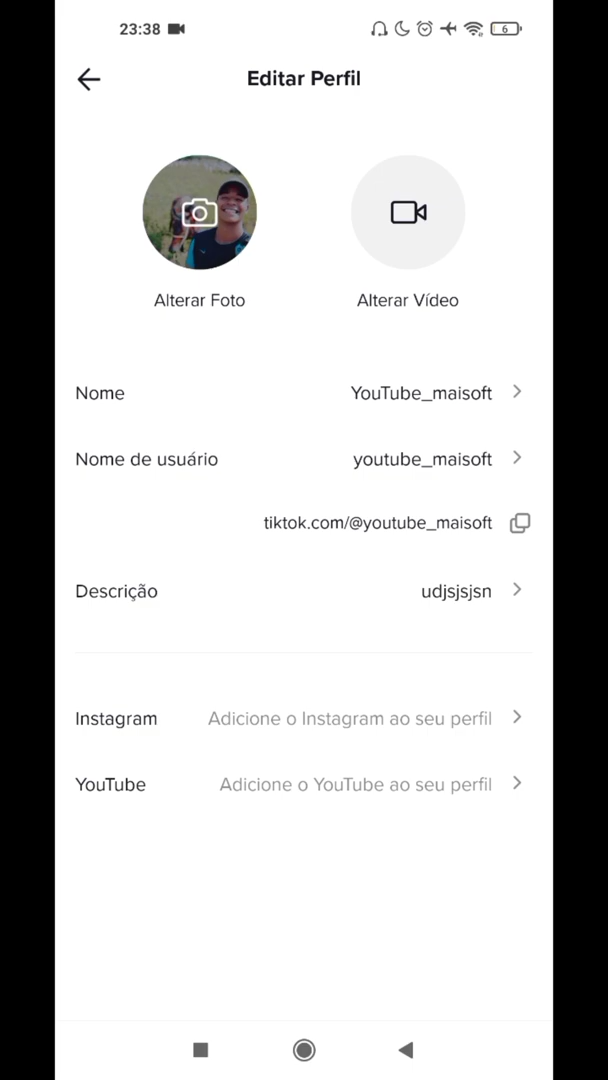 23:38
6
Editar Perfil
Alterar Foto
Alterar Vídeo
Nome
YouTube_maisoft
Nome de usuário
youtube_maisoft
tiktok.com/@youtube_maisoft
Descrição
udjsjsjsn
Instagram
Adicione o Instagram ao seu perfil
YouTube
Adicione o YouTube ao seu perfil